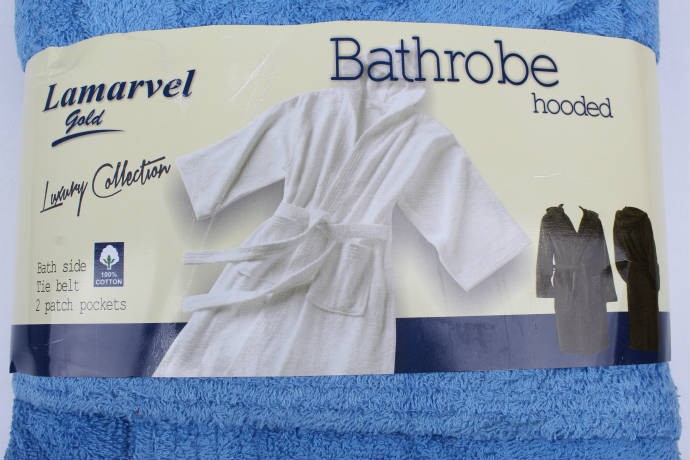 Lamarvel
Gold
Luxury Collection
Bathrobe
hooded
Bath side
Tie belt
2 patch pockets
100%
COTTON